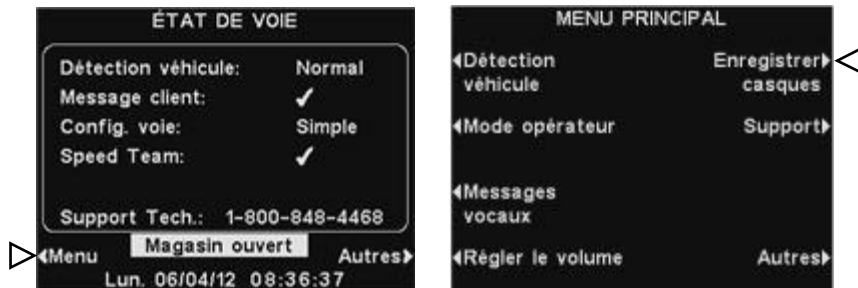 ÉTAT DE VOIE
Détection véhicule: Normal
Message client: ✓
Config. voie: Simple
Speed Team: ✓
Support Tech.: 1-800-848-4468
Menu Magasin ouvert Autres
Lun. 06/04/12 08:36:37
MENU PRINCIPAL
Détection Enregistrer
véhicule casques
Mode opérateur Support
Messages
vocaux
Règler le volume Autres